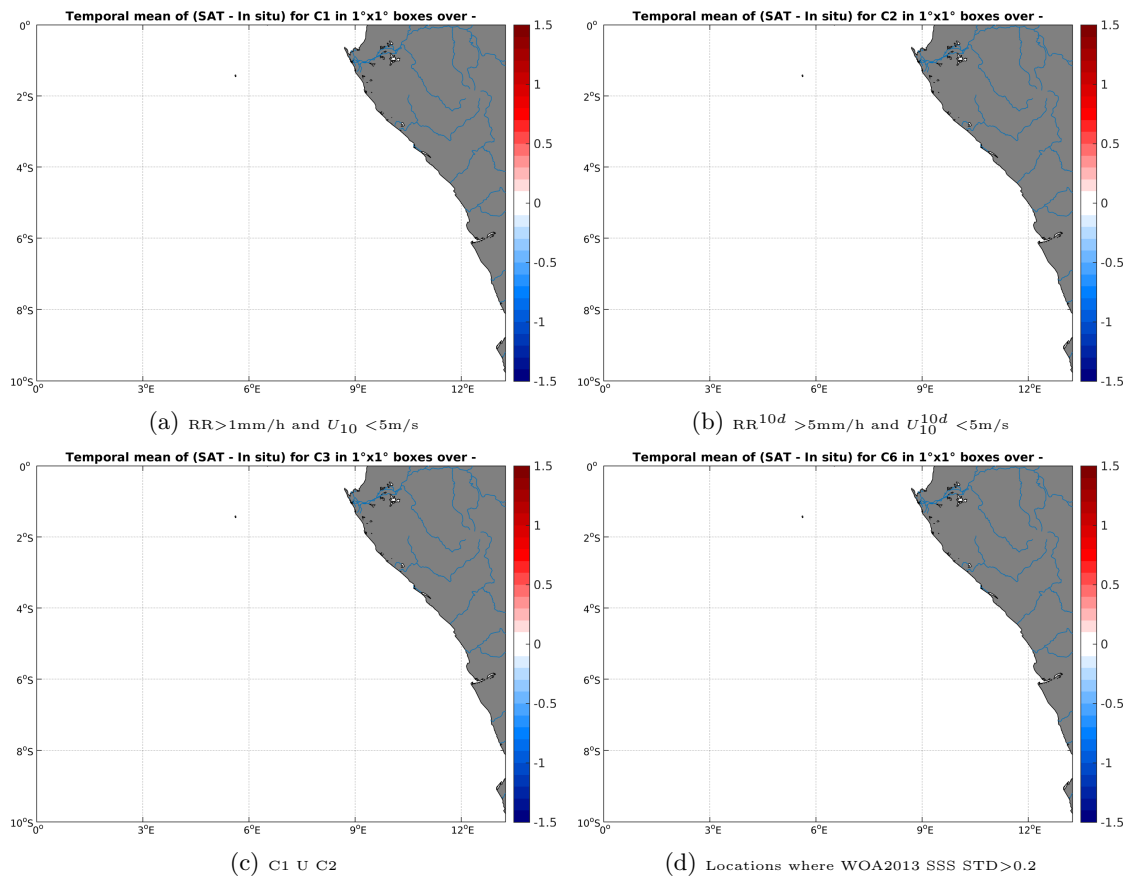 Temporal mean of (SAT - In situ) for C1 in 1°x1° boxes over -
0°
2°S
4°S
6°S
8°S
10°S
0°
3°E
6°E
9°E
12°E
1.5
1
0.5
0
-0.5
-1
-1.5
(a) RR>1mm/h and U10 <5m/s
Temporal mean of (SAT - In situ) for C2 in 1°x1° boxes over -
0°
2°S
4°S
6°S
8°S
10°S
0°
3°E
6°E
9°E
12°E
1.5
1
0.5
0
-0.5
-1
-1.5
(b) RR10d >5mm/h and U10d10 <5m/s
Temporal mean of (SAT - In situ) for C3 in 1°x1° boxes over -
0°
2°S
4°S
6°S
8°S
10°S
0°
3°E
6°E
9°E
12°E
1.5
1
0.5
0
-0.5
-1
-1.5
(c) C1 U C2
Temporal mean of (SAT - In situ) for C6 in 1°x1° boxes over -
0°
2°S
4°S
6°S
8°S
10°S
0°
3°E
6°E
9°E
12°E
1.5
1
0.5
0
-0.5
-1
-1.5
(d) Locations where WOA2013 SSS STD>0.2